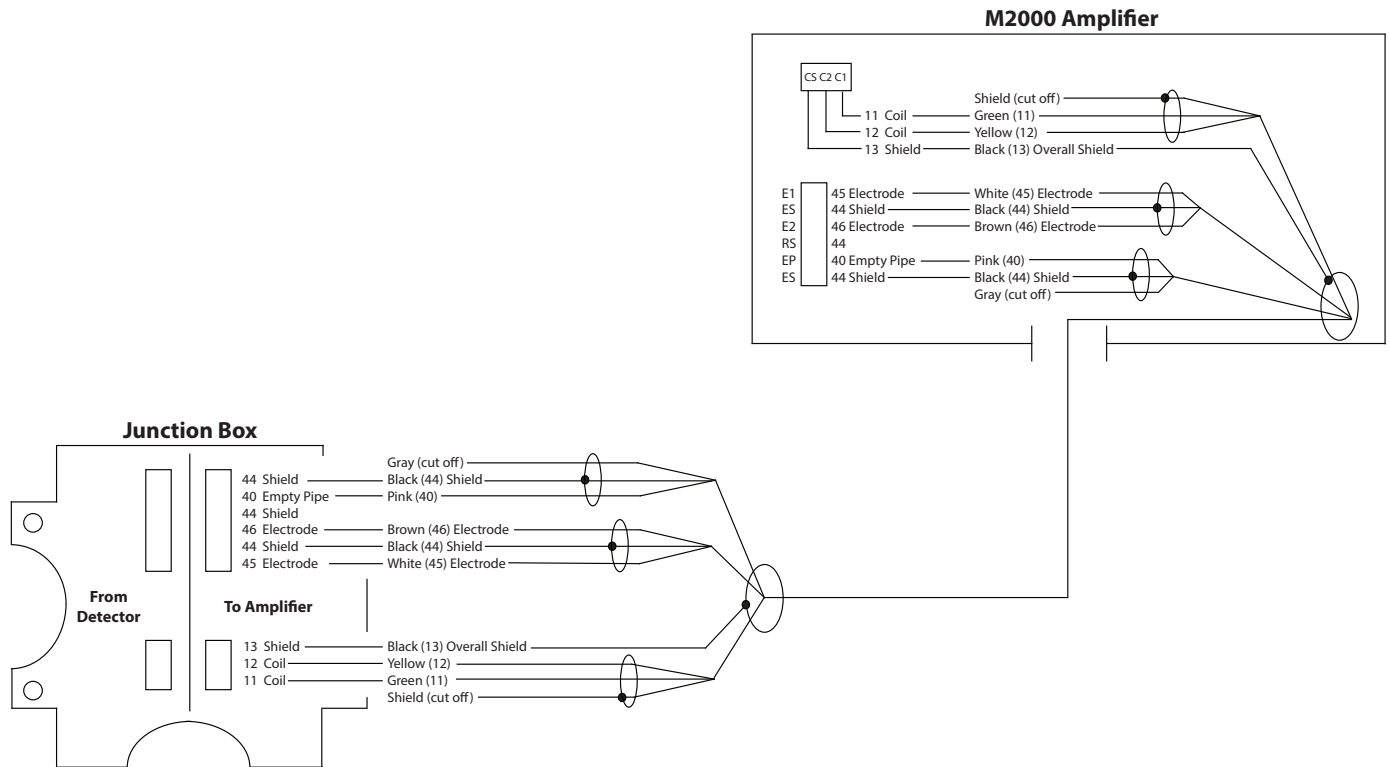 M2000 Amplifier
CS C2 C1
Shield (cut off)
11 Coil Green (11)
12 Coil Yellow (12)
13 Shield Black (13) Overall Shield
E1 45 Electrode White (45) Electrode
ES 44 Shield Black (44) Shield
E2 46 Electrode Brown (46) Electrode
RS 44
EP 40 Empty Pipe Pink (40)
ES 44 Shield Black (44) Shield
Gray (cut off)
Junction Box
Gray (cut off)
44 Shield Black (44) Shield
40 Empty Pipe Pink (40)
44 Shield
46 Electrode Brown (46) Electrode
44 Shield Black (44) Shield
45 Electrode White (45) Electrode
From
Detector
To Amplifier
13 Shield Black (13) Overall Shield
12 Coil Yellow (12)
11 Coil Green (11)
Shield (cut off)